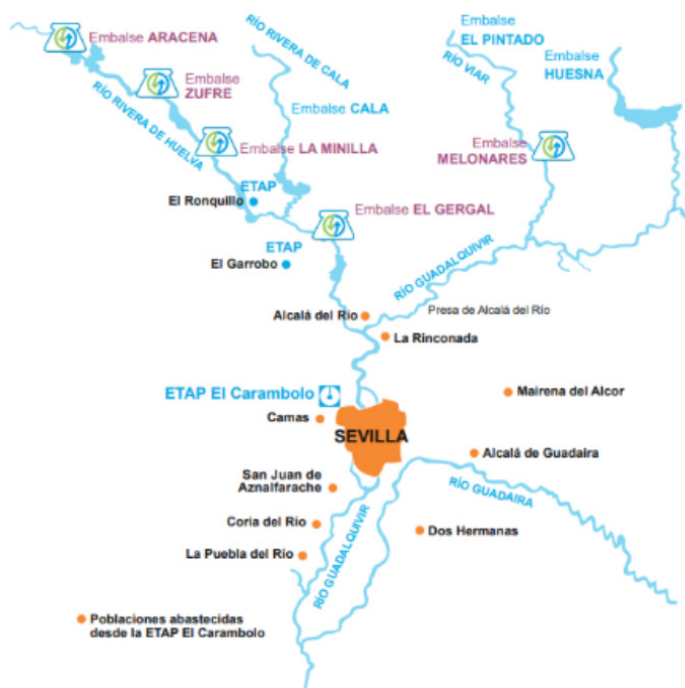 Embalse ARACENA
Embalse
ZUFRE
RÍO RIVERA DE HUELVA
Embalse LA MINILLA
RÍO RIVERA DE CALA
Embalse CALA
Embalse
EL PINTADO
RÍO VIAR
Embalse
HUESNA
Embalse
MELONARES
ETAP
El Ronquillo
Embalse EL GERGAL
ETAP
El Garrobo
RÍO GUADALQUIVIR
Alcalá del Río
Presa de Alcalá del Río
La Rinconada
ETAP El Carambolo
Camas
SEVILLA
Mairena del Alcor
Alcalá de Guadaira
RÍO GUADAIRA
San Juan de
Aznalfarache
Coria del Río
La Puebla del Río
RÍO GUADALQUIVIR
Dos Hermanas
Poblaciones abastecidas
desde la ETAP El Carambolo